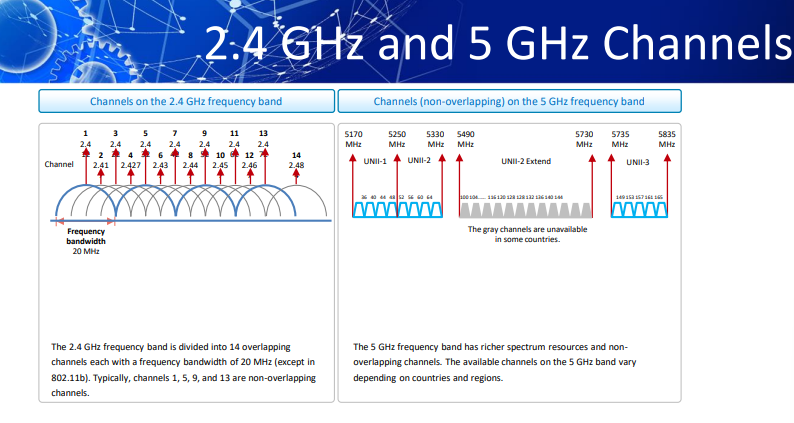 2.4 GHz and 5 GHz Channels
Channels on the 2.4 GHz frequency band
1 3 5 7 9 11 13
2.4 2.4 2.4 2.4 2.4 2.4 2.4
2 4 6 8 10 12 14
Channel 2.41 2.427 2.43 2.44 2.45 2.46 2.48
Frequency
bandwidth
20 MHz
The 2.4 GHz frequency band is divided into 14 overlapping
channels each with a frequency bandwidth of 20 MHz (except in
802.11b). Typically, channels 1, 5, 9, and 13 are non-overlapping
channels.
Channels (non-overlapping) on the 5 GHz frequency band
5170 5250 5330 5490 5730 5735 5835
MHz MHz MHz MHz MHz MHz MHz
UNII-1 UNII-2 UNII-2 Extend UNII-3
36 40 44 48 52 56 60 64 100 104..... 116 120 128 128 132 136 140 144 149 153 157 161 165
The gray channels are unavailable
in some countries.
The 5 GHz frequency band has richer spectrum resources and non-
overlapping channels. The available channels on the 5 GHz band vary
depending on countries and regions.